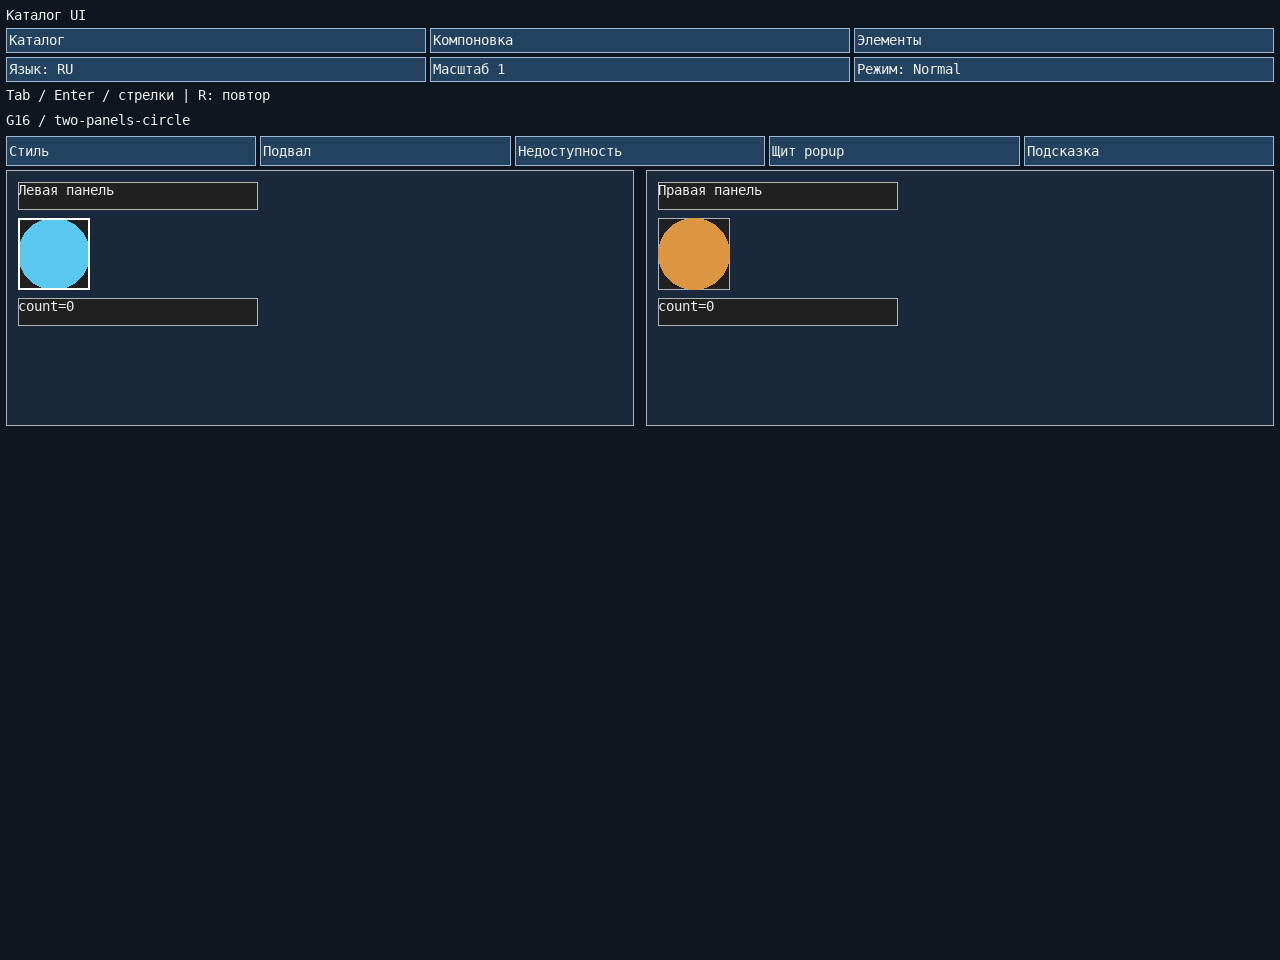 Каталог UI
Каталог Компоновка Элементы
Язык: RU Масштаб 1 Режим: Normal
Tab / Enter / стрелки | R: повтор
G16 / two-panels-circle
Стиль Подвал Недоступность Щит popup Подсказка
Левая панель Правая панель
count=0 count=0